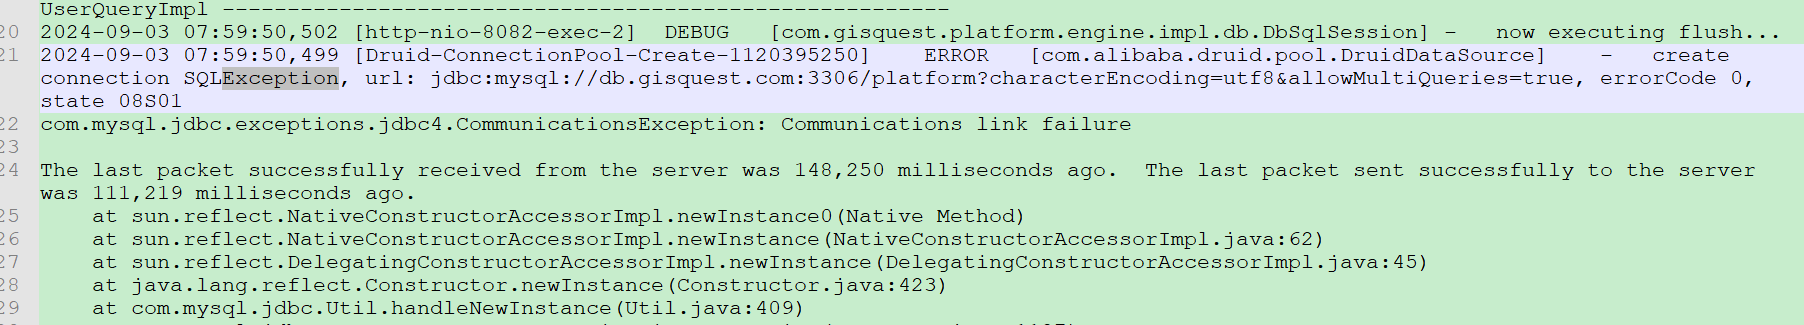 UserQueryImpl --------------------------------------------------------
20 2024-09-03 07:59:50,502 [http-nio-8082-exec-2] DEBUG [com.gisquest.platform.engine.impl.db.DbSqlSession] - now executing flush...
21 2024-09-03 07:59:50,499 [Druid-ConnectionPool-Create-1120395250] ERROR [com.alibaba.druid.pool.DruidDataSource] - create
connection SQLException, url: jdbc:mysql://db.gisquest.com:3306/platform?characterEncoding=utf8&allowMultiQueries=true, errorCode 0,
state 08S01
22 com.mysql.jdbc.exceptions.jdbc4.CommunicationsException: Communications link failure
23
24 The last packet successfully received from the server was 148,250 milliseconds ago. The last packet sent successfully to the server
was 111,219 milliseconds ago.
25 at sun.reflect.NativeConstructorAccessorImpl.newInstance0(Native Method)
26 at sun.reflect.NativeConstructorAccessorImpl.newInstance(NativeConstructorAccessorImpl.java:62)
27 at sun.reflect.DelegatingConstructorAccessorImpl.newInstance(DelegatingConstructorAccessorImpl.java:45)
28 at java.lang.reflect.Constructor.newInstance(Constructor.java:423)
29 at com.mysql.jdbc.Util.handleNewInstance(Util.java:409)